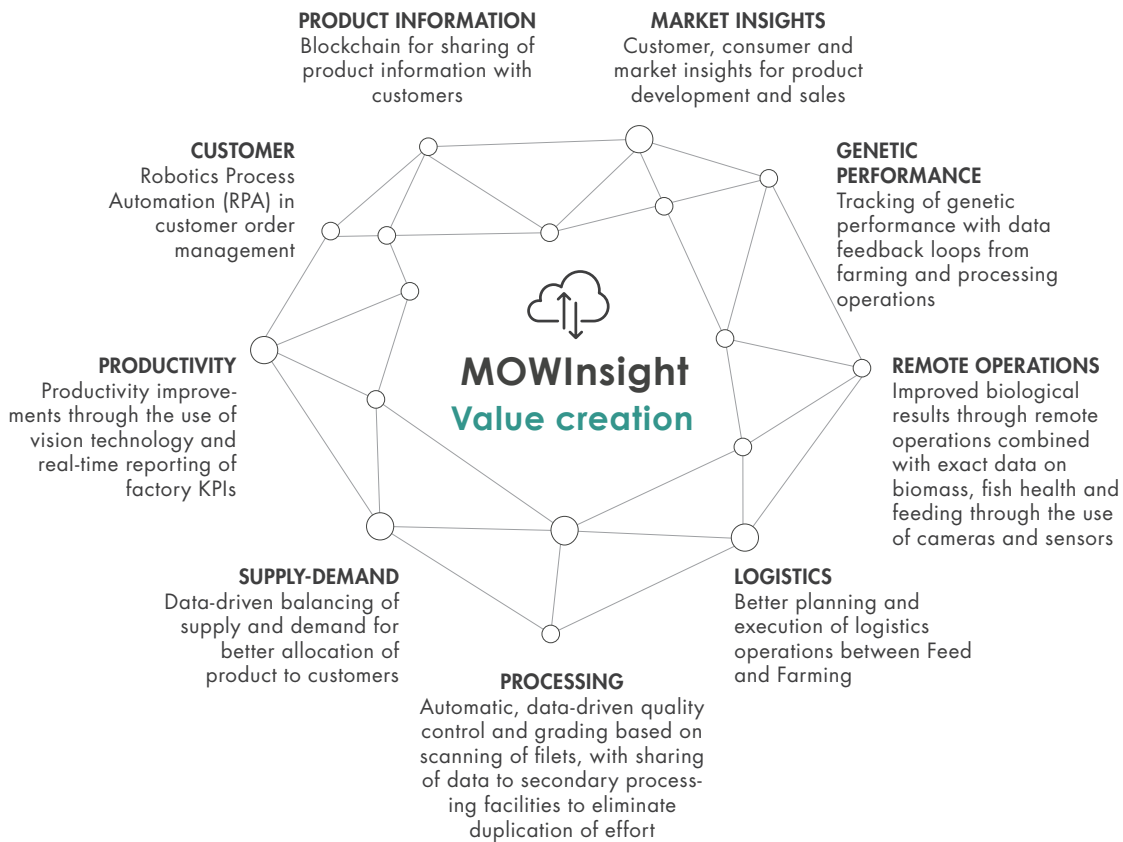 PRODUCT INFORMATION
Blockchain for sharing of
product information with
customers
MARKET INSIGHTS
Customer, consumer and
market insights for product
development and sales
CUSTOMER
Robotics Process
Automation (RPA) in
customer order
management
GENETIC
PERFORMANCE
Tracking of genetic
performance with data
feedback loops from
farming and processing
operations
MOWInsight
Value creation
PRODUCTIVITY
Productivity improve-
ments through the use of
vision technology and
real-time reporting of
factory KPIs
REMOTE OPERATIONS
Improved biological
results through remote
operations combined
with exact data on
biomass, fish health and
feeding through the use
of cameras and sensors
SUPPLY-DEMAND
Data-driven balancing of
supply and demand for
better allocation of
product to customers
LOGISTICS
Better planning and
execution of logistics
operations between Feed
and Farming
PROCESSING
Automatic, data-driven quality
control and grading based on
scanning of filets, with sharing
of data to secondary process-
ing facilities to eliminate
duplication of effort